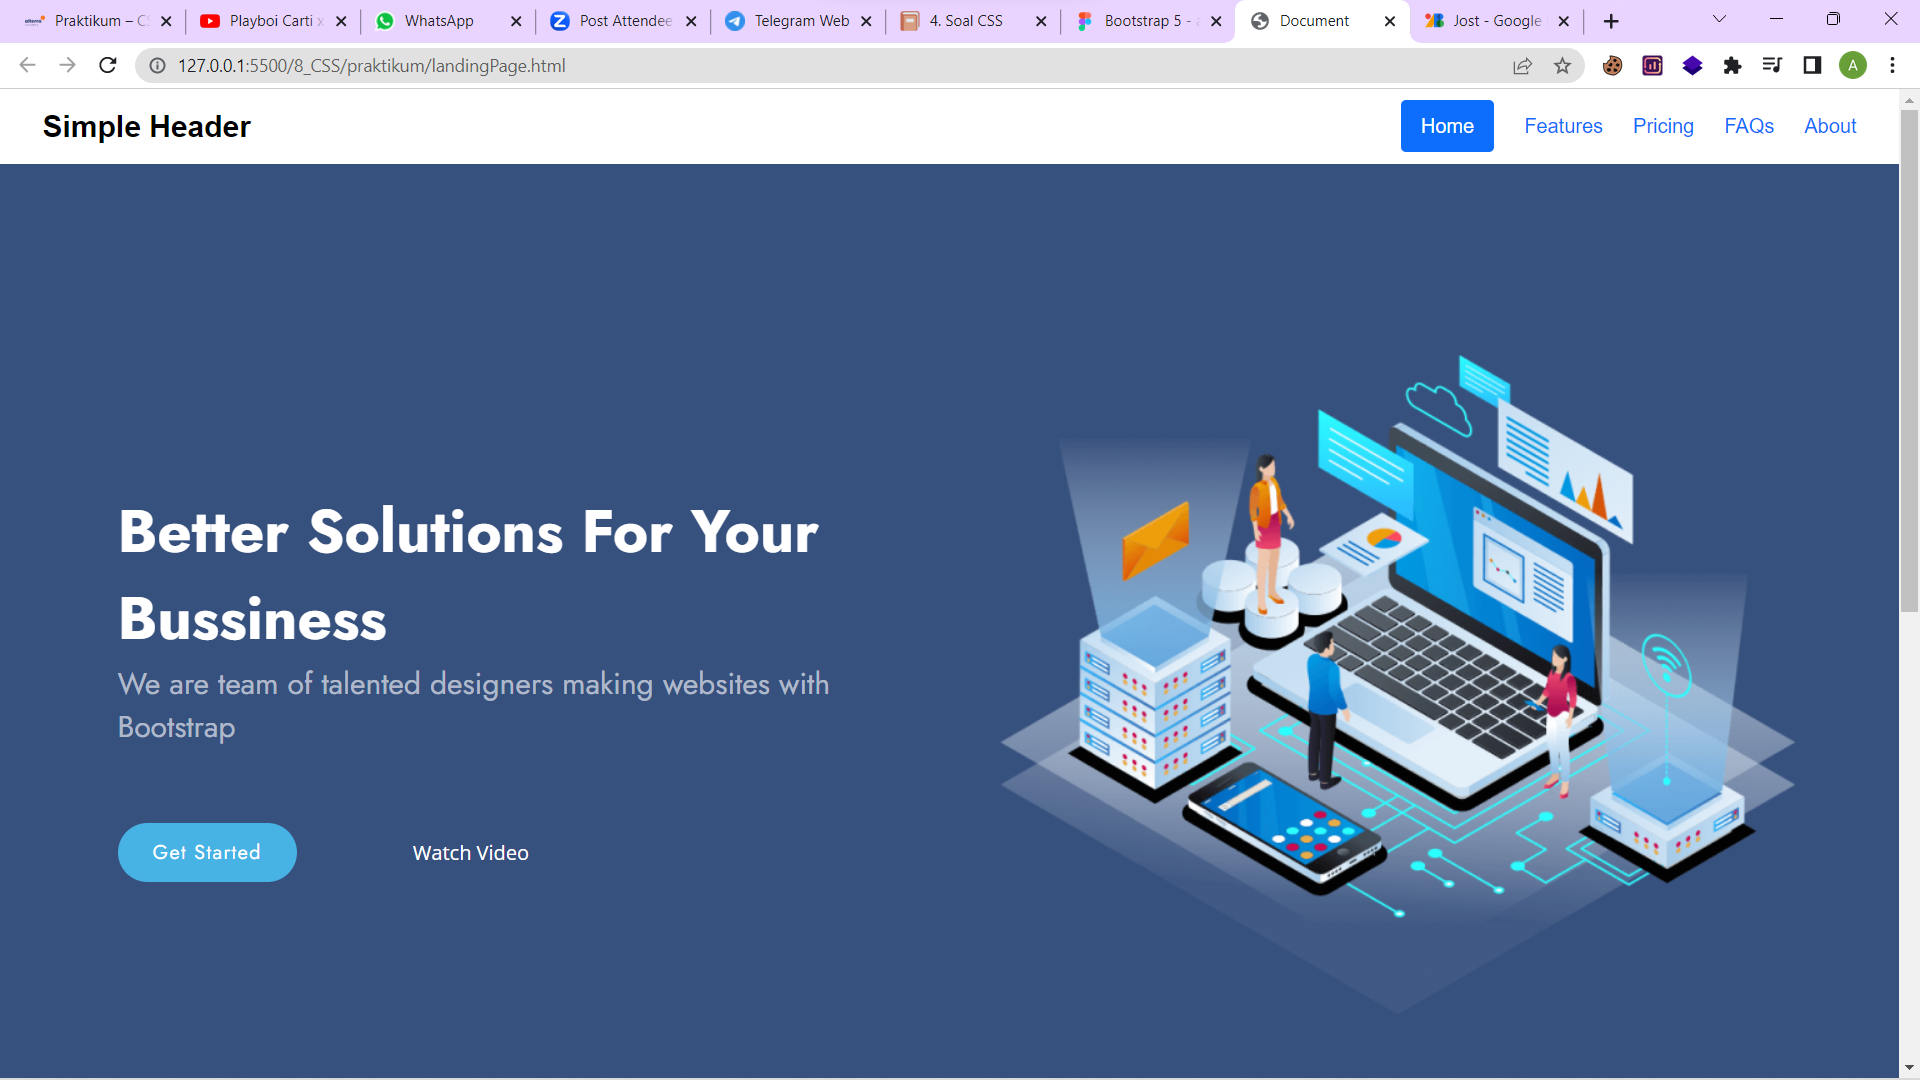 Praktikum – CS
Playboi Carti x
WhatsApp
Post Attendee
Telegram Web
4. Soal CSS
Bootstrap 5 -
Document
Jost - Google
127.0.0.1:5500/8_CSS/praktikum/landingPage.html
A
Simple Header
Home
Features
Pricing
FAQs
About
Better Solutions For Your
Bussiness
We are team of talented designers making websites with
Bootstrap
Get Started
Watch Video